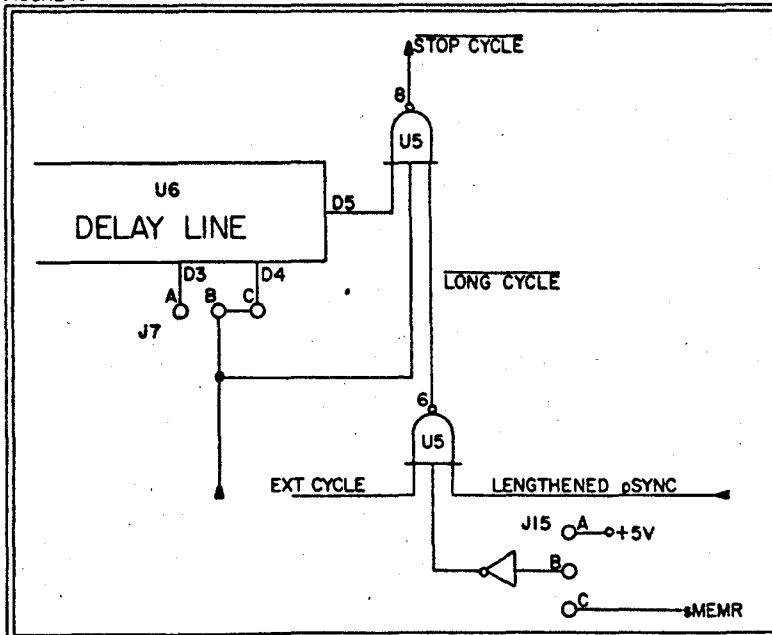 STOP CYCLE
8
U5
U6
DELAY LINE
D5
D3
D4
A
B
C
J7
LONG CYCLE
6
U5
EXT CYCLE
LENGTHENED pSYNC
J15
A
+5V
B
C
sMEMR